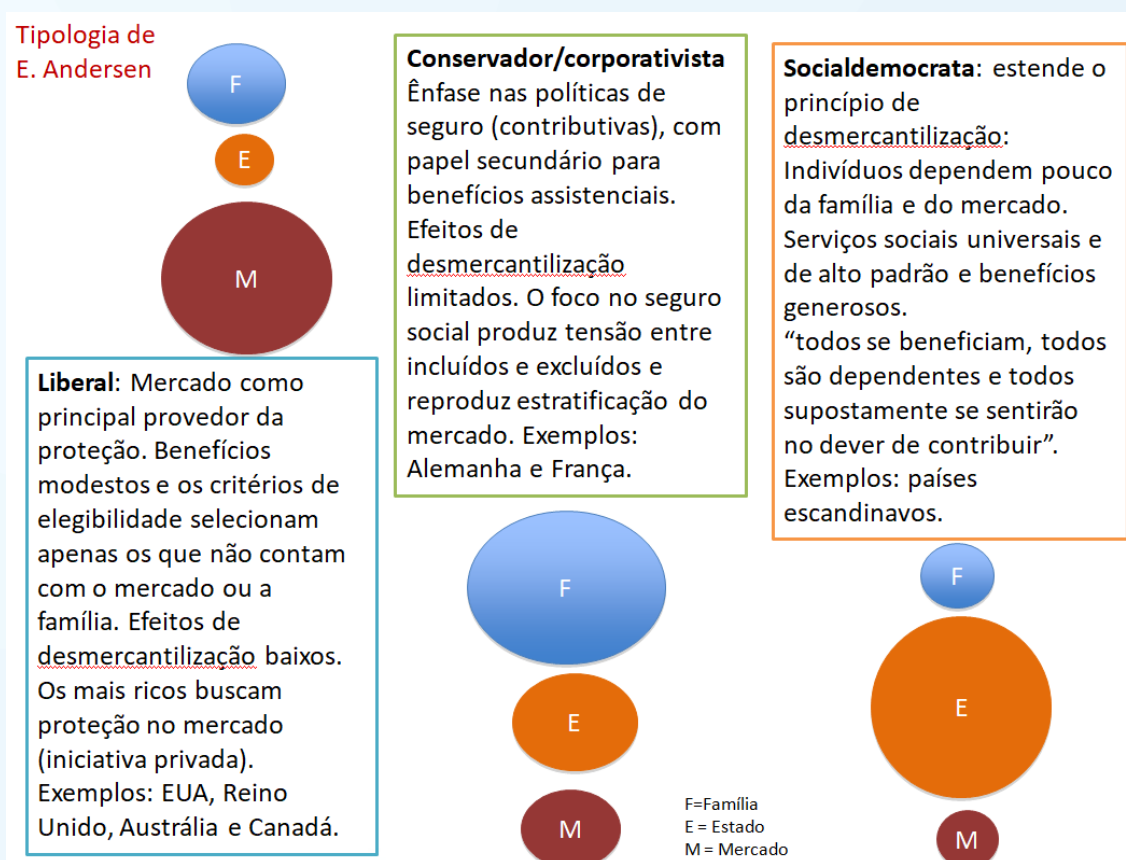 Tipologia de
E. Andersen
F
E
M
Liberal: Mercado como
principal provedor da
proteção. Benefícios
modestos e os critérios de
elegibilidade selecionam
apenas os que não contam
com o mercado ou a
família. Efeitos de
desmercantilização baixos.
Os mais ricos buscam
proteção no mercado
(iniciativa privada).
Exemplos: EUA, Reino
Unido, Austrália e Canadá.
Conservador/corporativista
Ênfase nas políticas de
seguro (contributivas), com
papel secundário para
benefícios assistenciais.
Efeitos de
desmercantilização
limitados. O foco no seguro
social produz tensão entre
incluídos e excluídos e
reproduz estratificação do
mercado. Exemplos:
Alemanha e França.
F
E
M
F=Família
E = Estado
M = Mercado
Socialdemocrata: estende o
princípio de
desmercantilização:
Indivíduos dependem pouco
da família e do mercado.
Serviços sociais universais e
de alto padrão e benefícios
generosos.
“todos se beneficiam, todos
são dependentes e todos
supostamente se sentirão
no dever de contribuir”.
Exemplos: países
escandinavos.
F
E
M